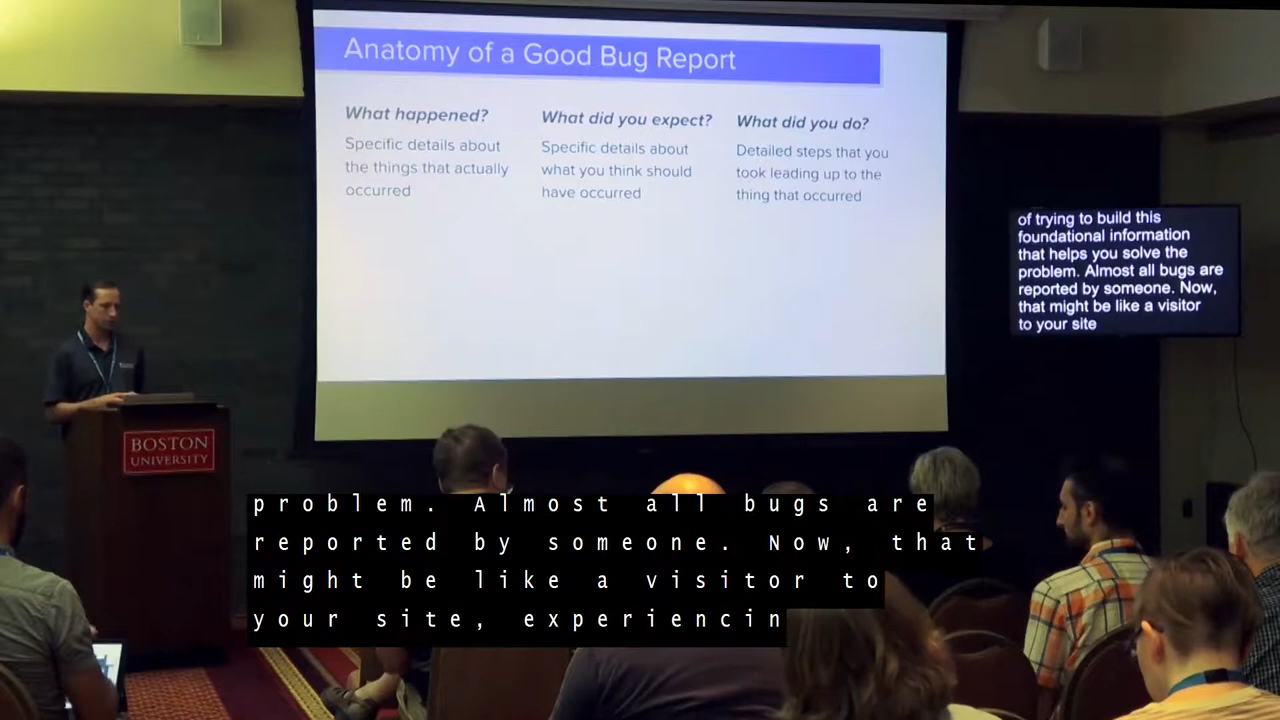 Anatomy of a Good Bug Report
What happened?
Specific details about
the things that actually
occurred
What did you expect?
Specific details about
what you think should
have occurred
What did you do?
Detailed steps that you
took leading up to the
thing that occurred
of trying to build this
foundational information
that helps you solve the
problem. Almost all bugs are
reported by someone. Now,
that might be like a visitor
to your site
BOSTON
UNIVERSITY
problem. Almost all bugs are
reported by someone. Now, that
might be like a visitor to
your site, experiencin